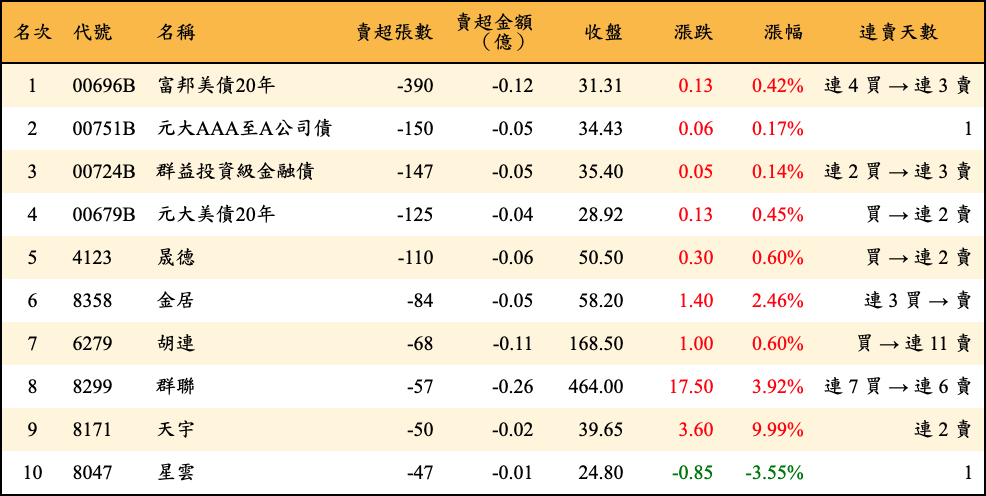 名次 代號 名稱 賣超張數 賣超金額（億） 收盤 漲跌 漲幅 連賣天數
1 00696B 富邦美債20年 -390 -0.12 31.31 0.13 0.42% 連 4 買 → 連 3 賣
2 00751B 元大AAA至A公司債 -150 -0.05 34.43 0.06 0.17% 1
3 00724B 群益投資級金融債 -147 -0.05 35.40 0.05 0.14% 連 2 買 → 連 3 賣
4 00679B 元大美債20年 -125 -0.04 28.92 0.13 0.45% 買 → 連 2 賣
5 4123 晟德 -110 -0.06 50.50 0.30 0.60% 買 → 連 2 賣
6 8358 金居 -84 -0.05 58.20 1.40 2.46% 連 3 買 → 賣
7 6279 胡連 -68 -0.11 168.50 1.00 0.60% 買 → 連 11 賣
8 8299 群聯 -57 -0.26 464.00 17.50 3.92% 連 7 買 → 連 6 賣
9 8171 天宇 -50 -0.02 39.65 3.60 9.99% 連 2 賣
10 8047 星雲 -47 -0.01 24.80 -0.85 -3.55% 1